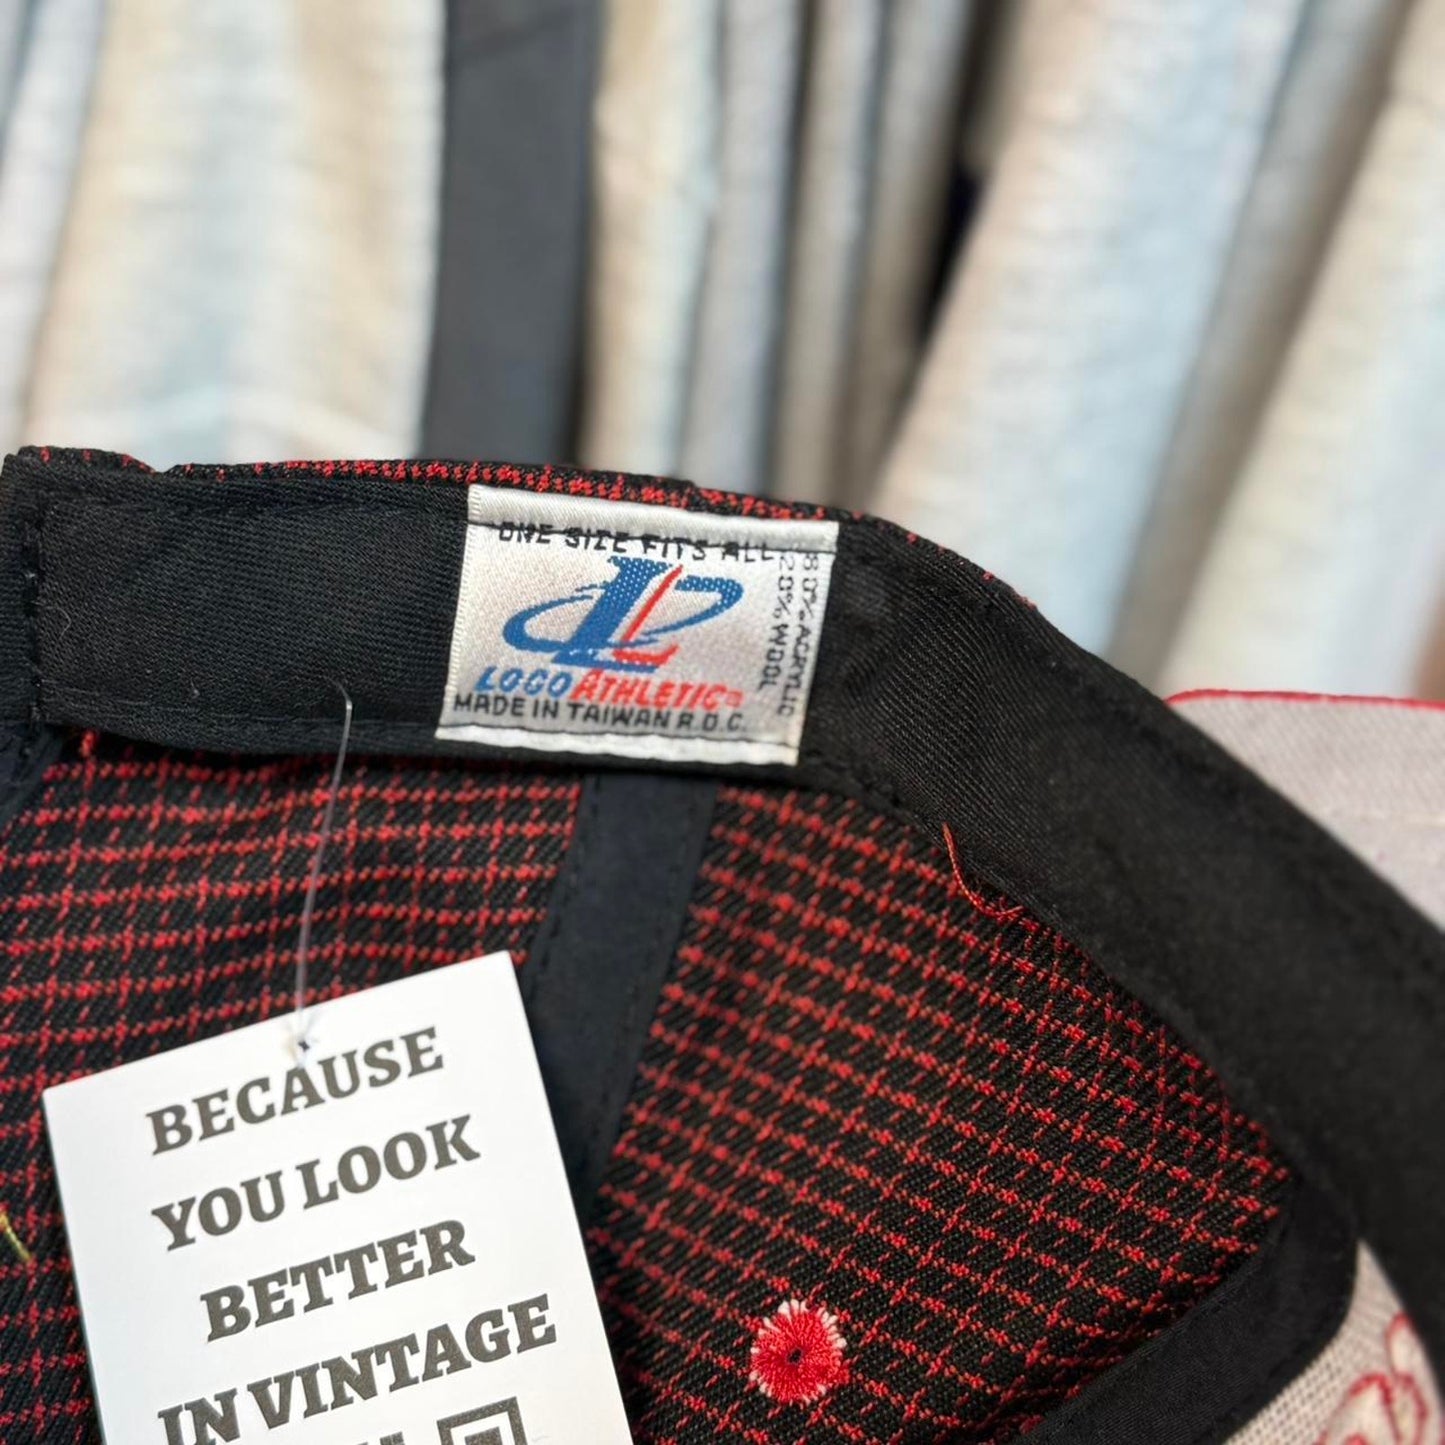 ONE SIZE FITS ALL
80% ACRYLIC
20% WOOL
LOGO ATHLETIC
MADE IN TAIWAN R.O.C.
BECAUSE
YOU LOOK
BETTER
IN VINTAGE